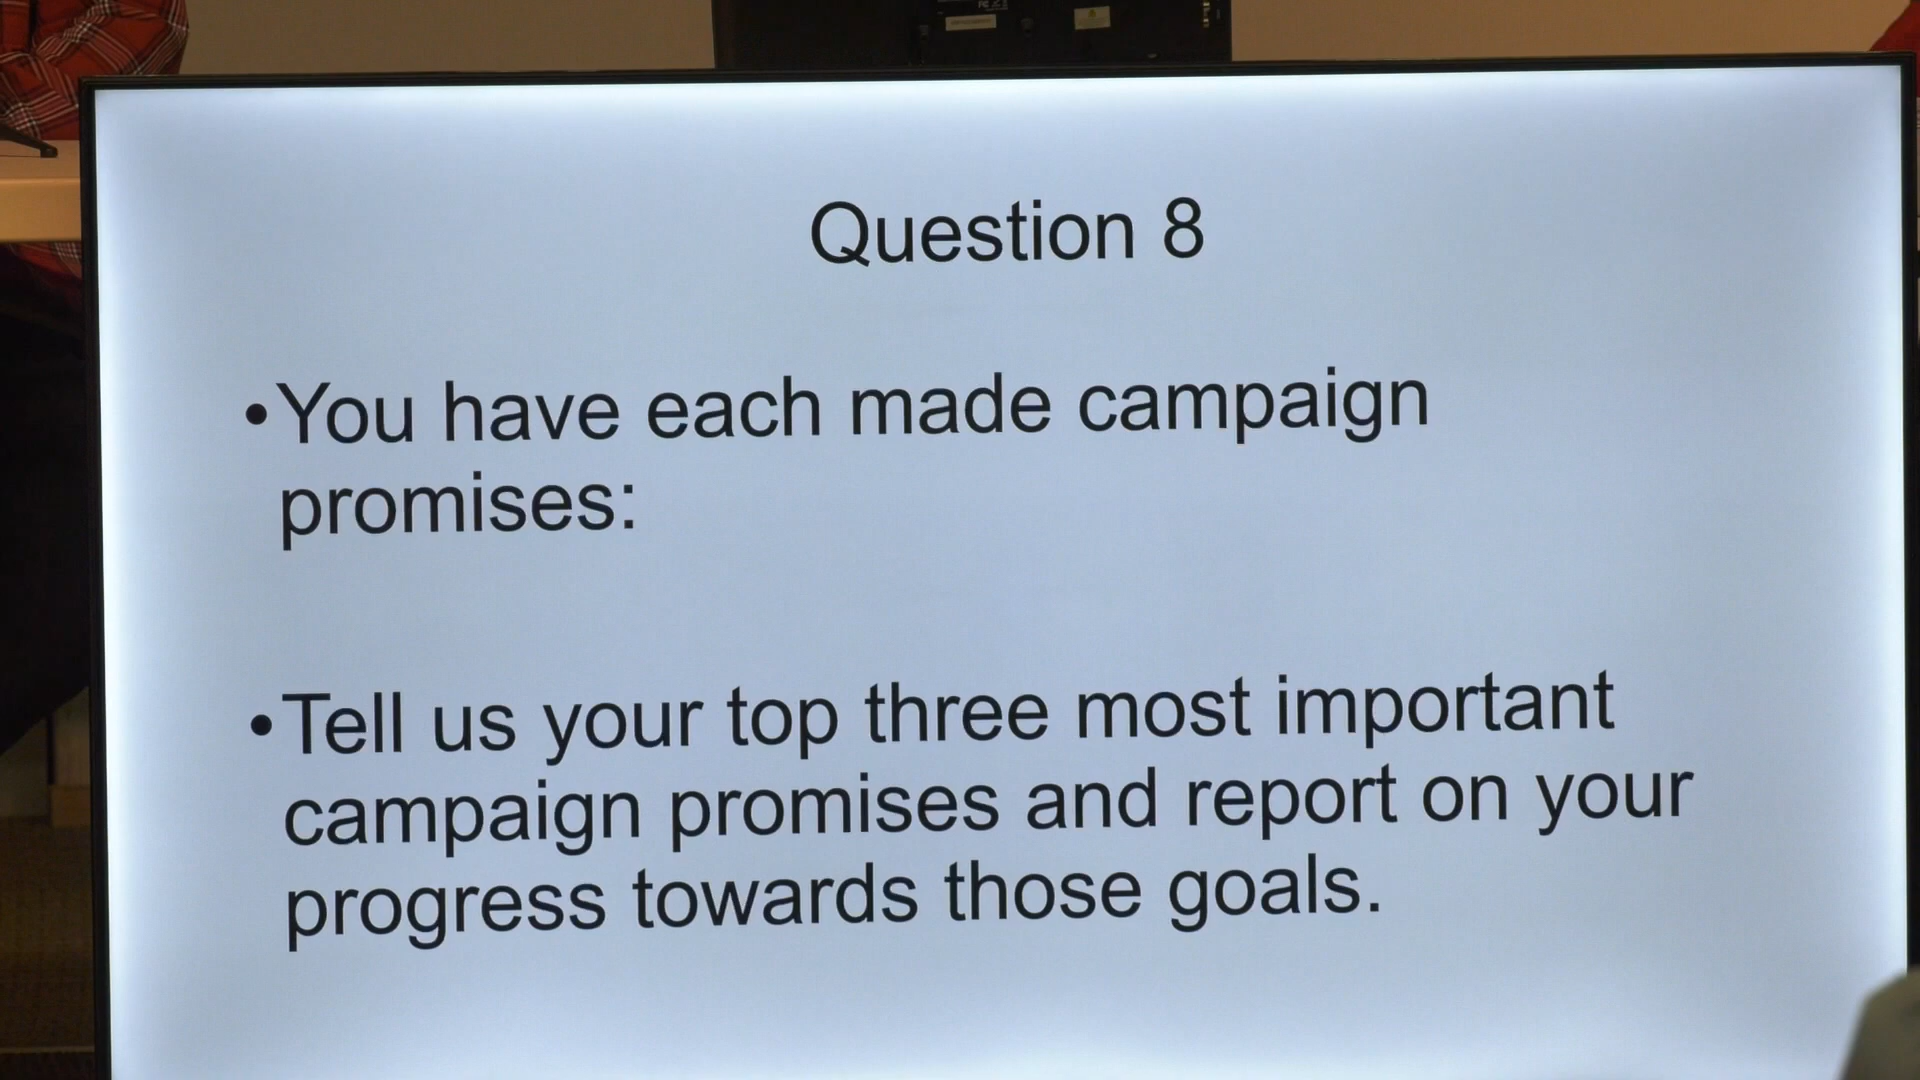 Question 8
•You have each made campaign
promises:
•Tell us your top three most important
campaign promises and report on your
progress towards those goals.